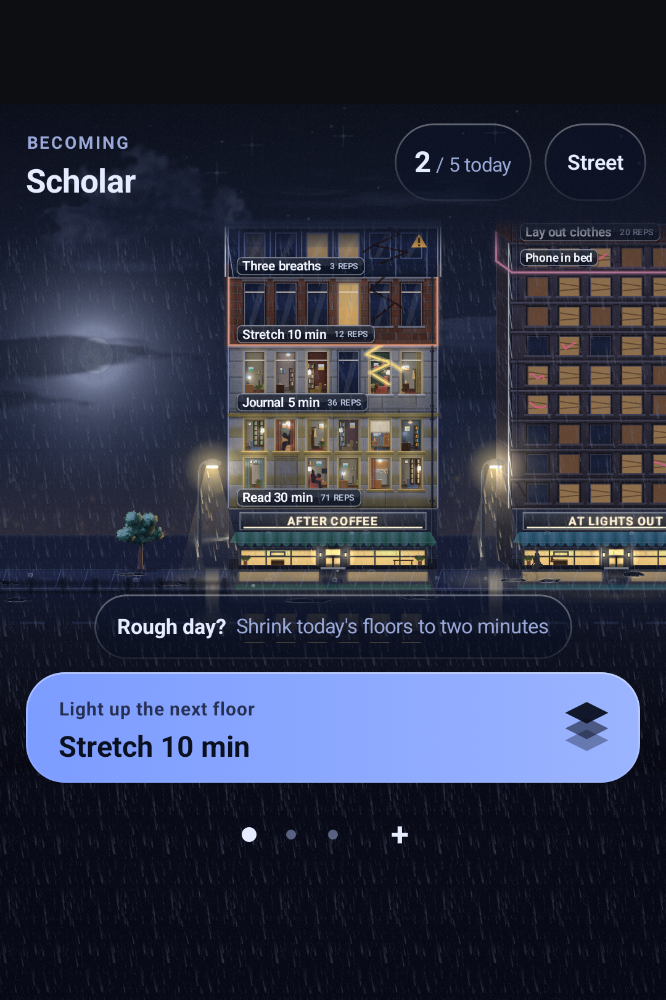 BECOMING
Scholar
2 / 5 today
Street
Three breaths 3 REPS
Stretch 10 min 12 REPS
Journal 5 min 36 REPS
Read 30 min 71 REPS
AFTER COFFEE
Lay out clothes 20 REPS
Phone in bed
AT LIGHTS OUT
Rough day? Shrink today's floors to two minutes
Light up the next floor
Stretch 10 min
+